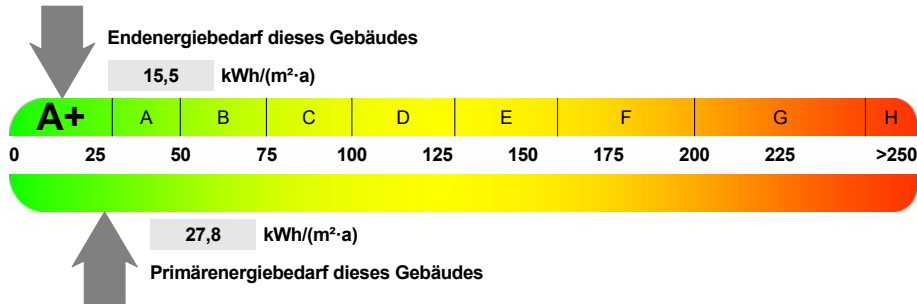 Endenergiebedarf dieses Gebäudes
15,5 kWh/(m²·a)
A+ A B C D E F G H
0 25 50 75 100 125 150 175 200 225 >250
27,8 kWh/(m²·a)
Primärenergiebedarf dieses Gebäudes